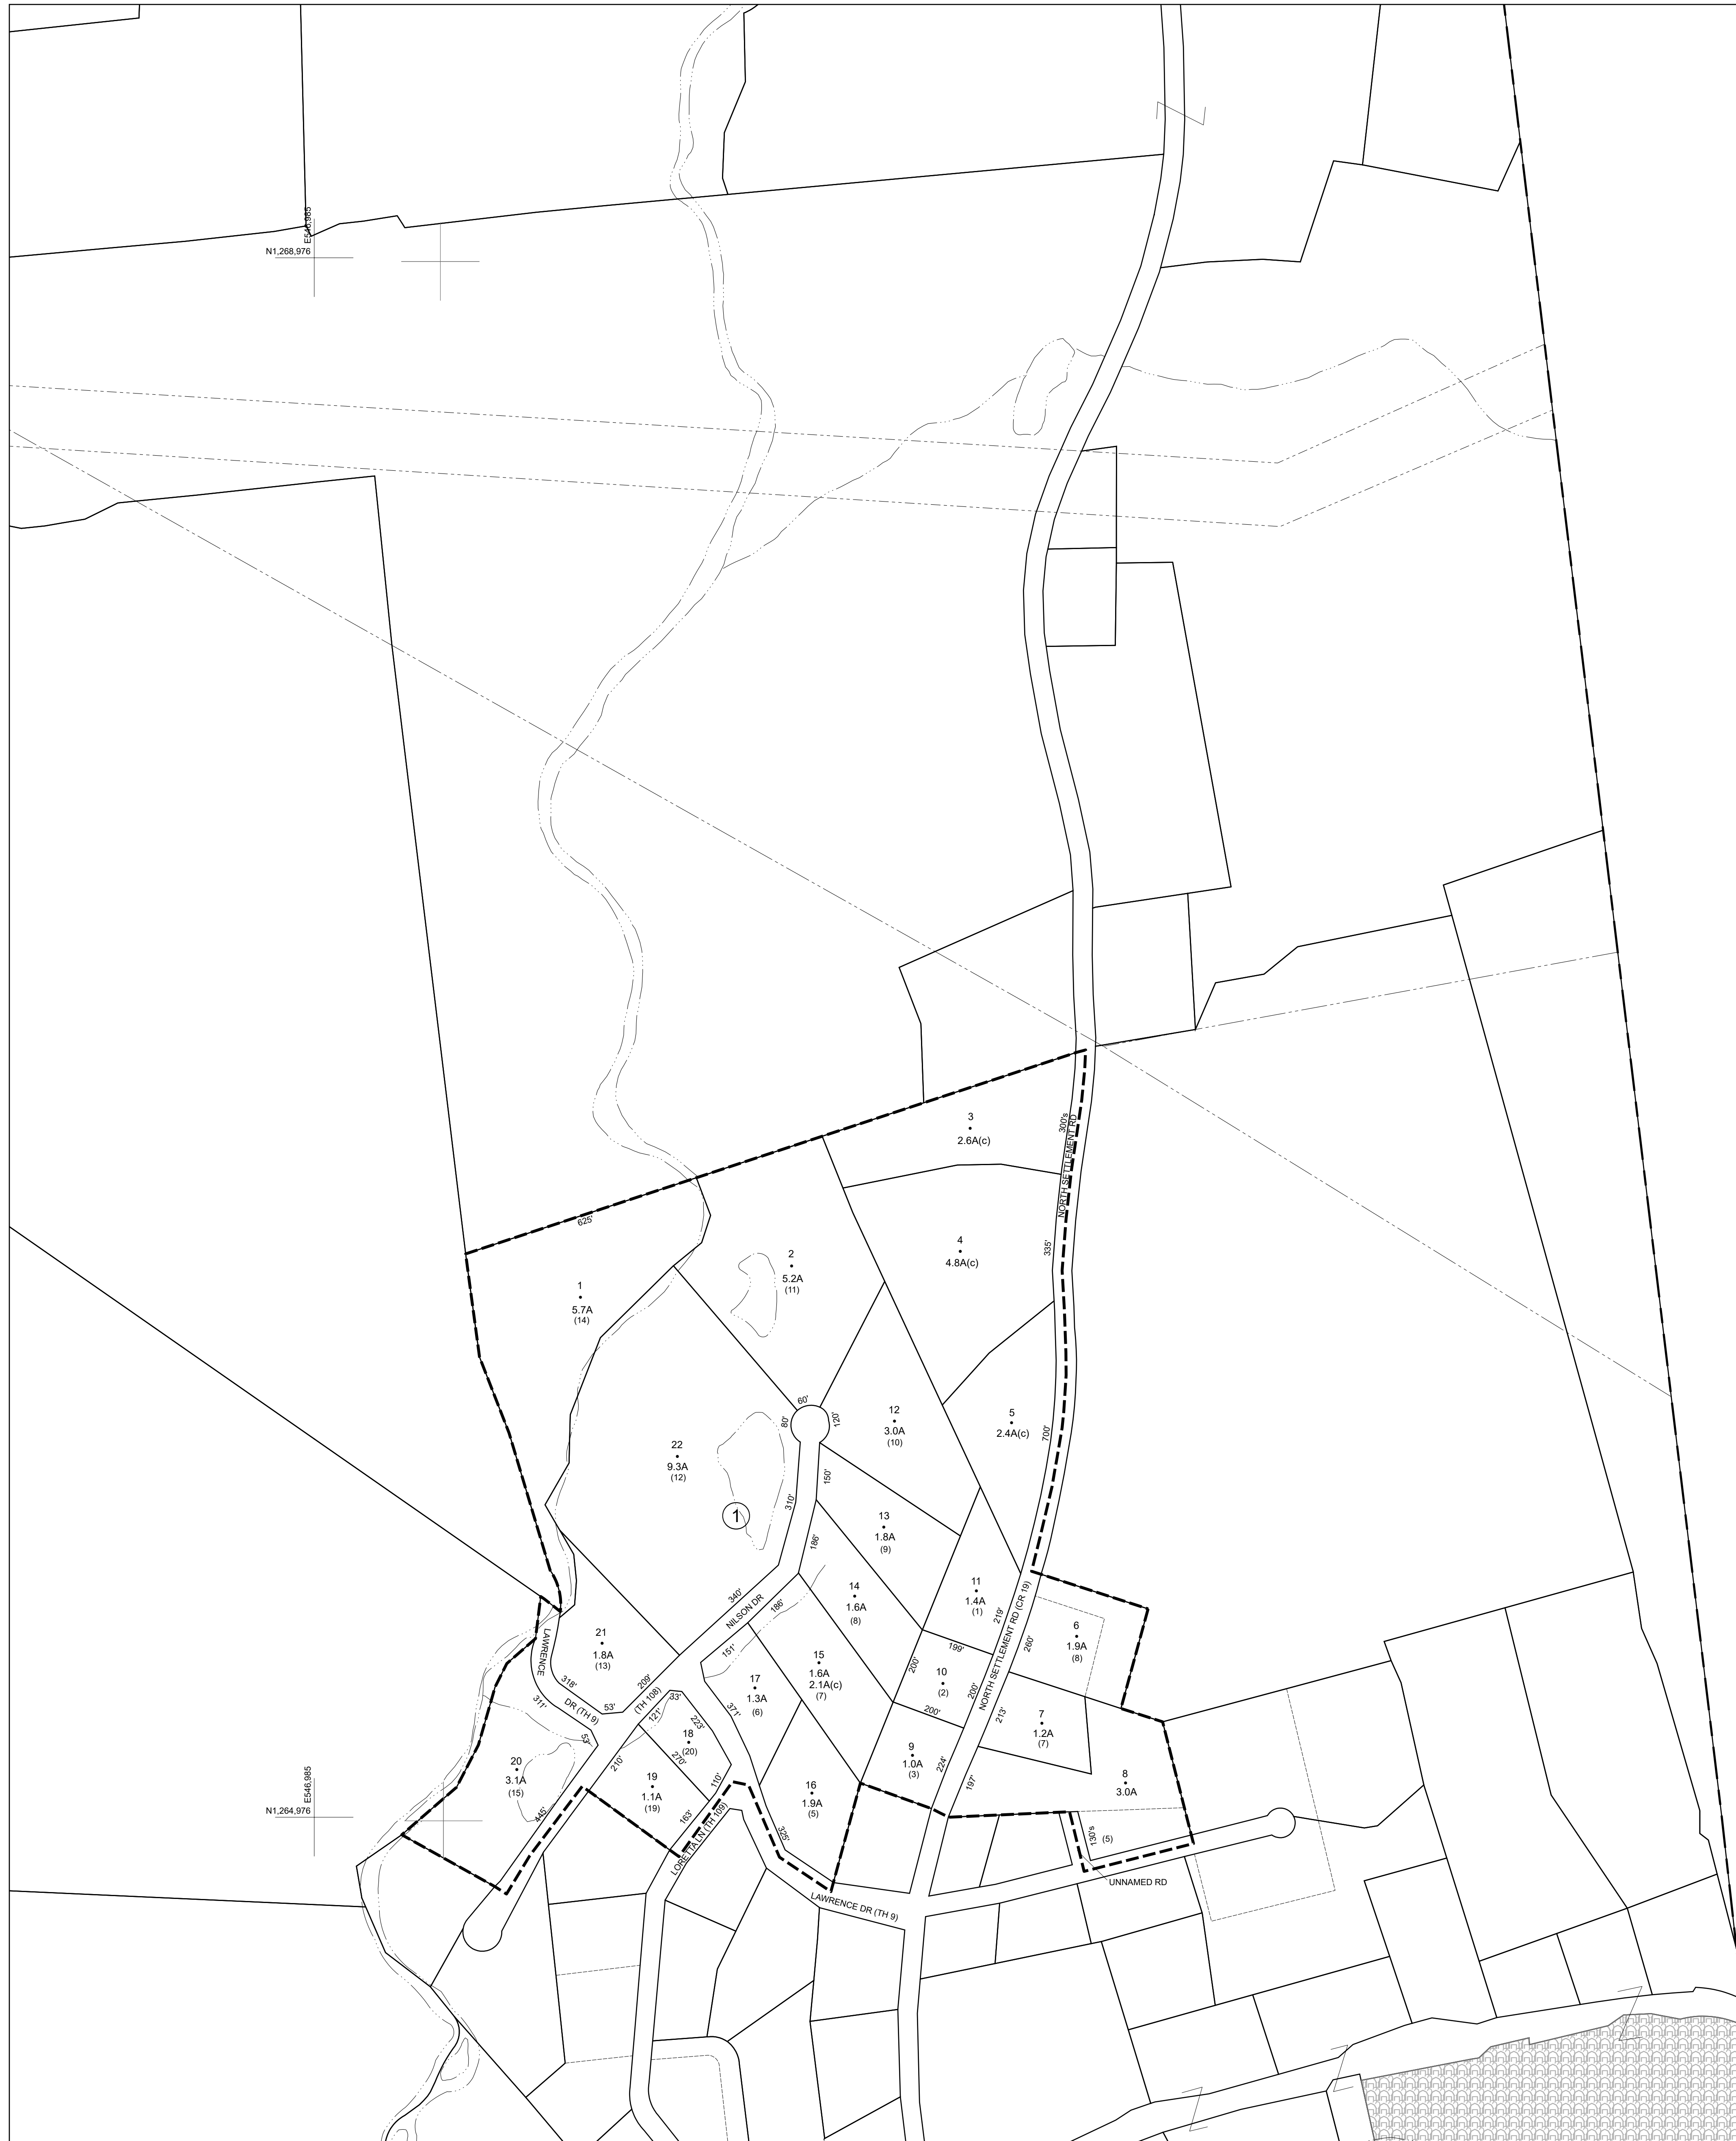 E546,985
N1,268,976
3
2.6A(c)
300's
NORTH SETTLEMENT RD
625'
2
5.2A
(11)
4
4.8A(c)
335'
1
5.7A
(14)
60'
80'
120'
12
3.0A
(10)
5
2.4A(c)
700'
22
9.3A
(12)
150'
310'
1
13
1.8A
(9)
186'
340'
NILSON DR
186'
14
1.6A
(8)
11
1.4A
(1)
219'
NORTH SETTLEMENT RD (CR 19)
260'
6
1.9A
(8)
LAWRENCE
DR (TH 9)
21
1.8A
(13)
318'
311'
53'
209'
(TH 108)
53'
151'
15
1.6A
2.1A(c)
(7)
199'
200'
10
(2)
200'
200'
213'
7
1.2A
(7)
17
1.3A
(6)
371'
33'
121'
223'
18
(20)
270'
110'
210'
20
3.1A
(15)
445'
19
1.1A
(19)
163'
LORETTA LN (TH 109)
16
1.9A
(5)
325'
9
1.0A
(3)
224'
197'
8
3.0A
E546,985
N1,264,976
130's
(5)
UNNAMED RD
LAWRENCE DR (TH 9)